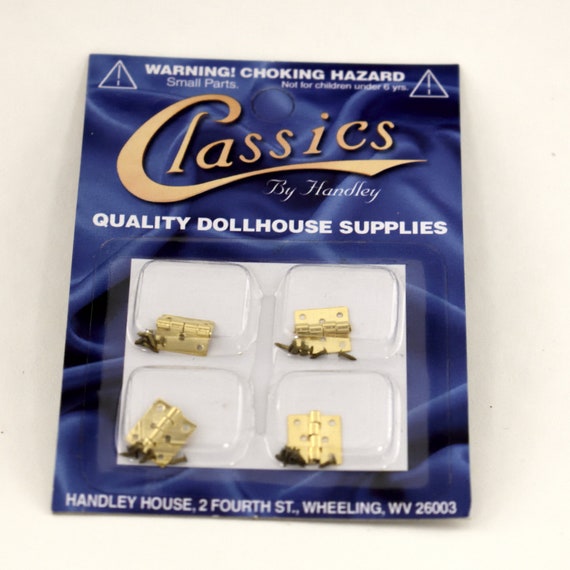 WARNING! CHOKING HAZARD
Small Parts. Not for children under 6 yrs.
Classics
By Handley
QUALITY DOLLHOUSE SUPPLIES
HANDLEY HOUSE, 2 FOURTH ST., WHEELING, WV 26003